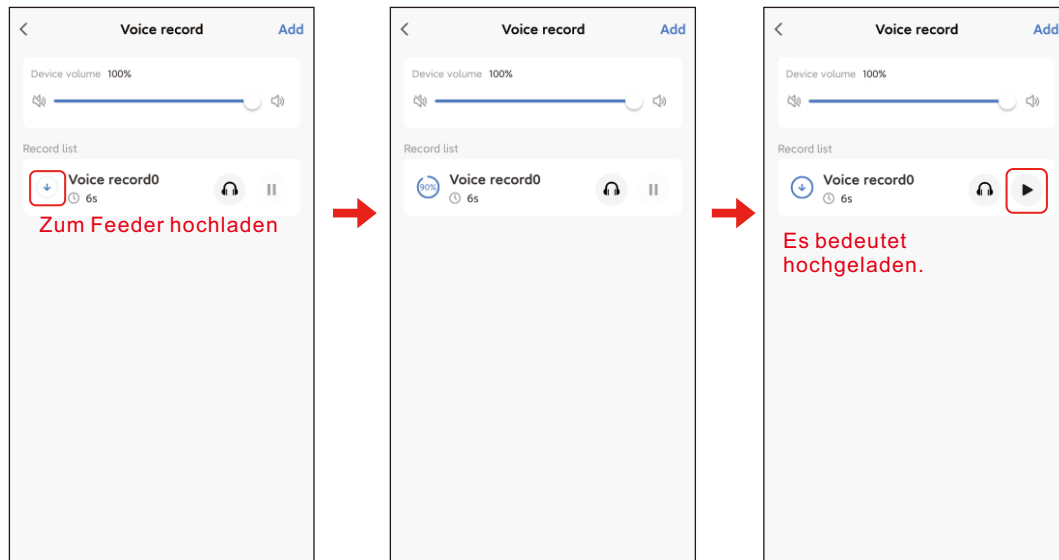 Voice record
Add
Device volume 100%
Record list
Voice record0
6s
Zum Feeder hochladen
Voice record
Add
Device volume 100%
Record list
90%
Voice record0
6s
Voice record
Add
Device volume 100%
Record list
Voice record0
6s
Es bedeutet
hochgeladen.